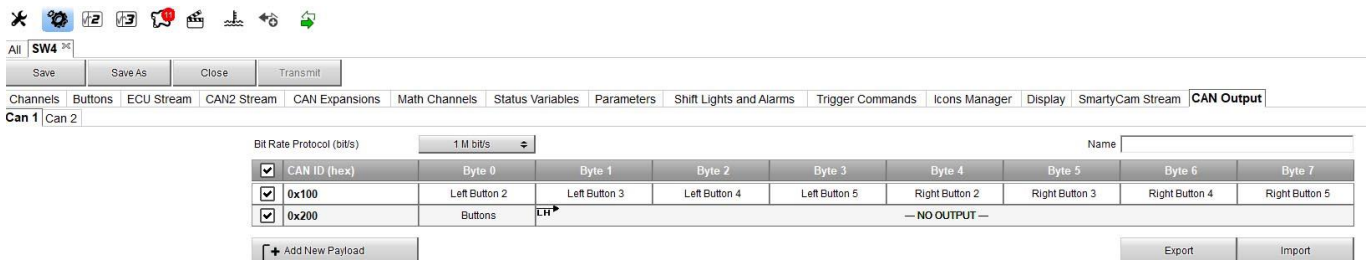 11
All SW4
Save Save As Close Transmit
Channels Buttons ECU Stream CAN2 Stream CAN Expansions Math Channels Status Variables Parameters Shift Lights and Alarms Trigger Commands Icons Manager Display SmartyCam Stream CAN Output
Can 1 Can 2
Bit Rate Protocol (bit/s) 1 M bit/s Name
CAN ID (hex) Byte 0 Byte 1 Byte 2 Byte 3 Byte 4 Byte 5 Byte 6 Byte 7
0x100 Left Button 2 Left Button 3 Left Button 4 Left Button 5 Right Button 2 Right Button 3 Right Button 4 Right Button 5
0x200 Buttons LH — NO OUTPUT —
Add New Payload Export Import